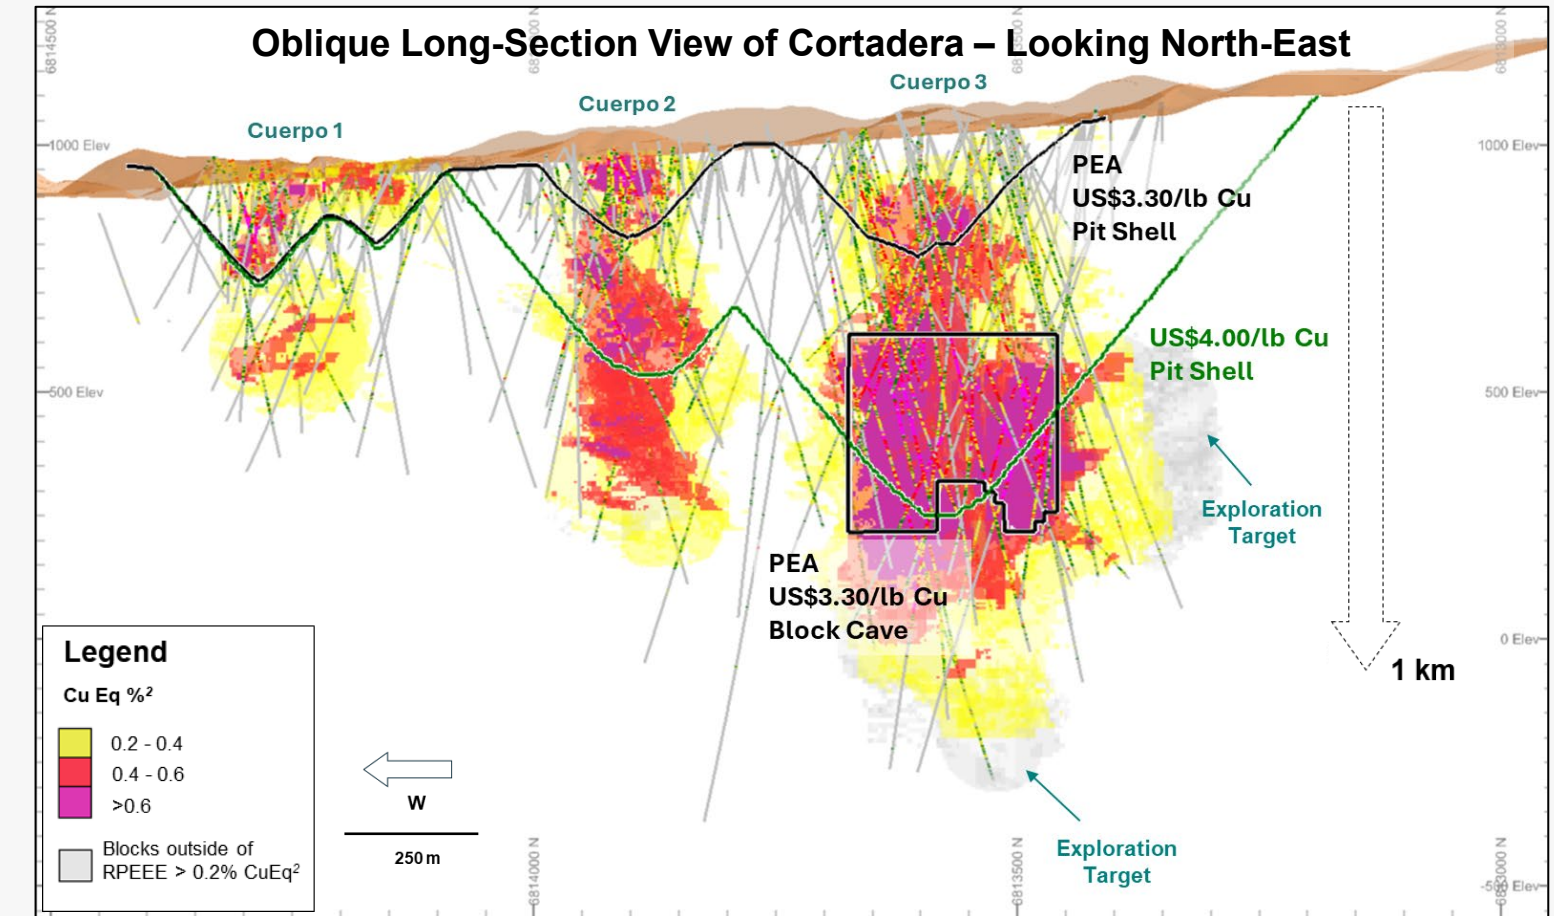 Oblique Long-Section View of Cortadera – Looking North-East
6814500 N
6813500 N
Cuerpo 1
Cuerpo 2
Cuerpo 3
1000 Elev
1000 Elev
PEA
US$3.30/lb Cu
Pit Shell
US$4.00/lb Cu
Pit Shell
500 Elev
500 Elev
Exploration
Target
PEA
US$3.30/lb Cu
Block Cave
0 Elev
1 km
Legend
Cu Eq %²
0.2 - 0.4
0.4 - 0.6
>0.6
Blocks outside of
RPEEE > 0.2% CuEq²
W
250 m
Exploration
Target
6814000 N
6813500 N
6813000 N
-500 Elev